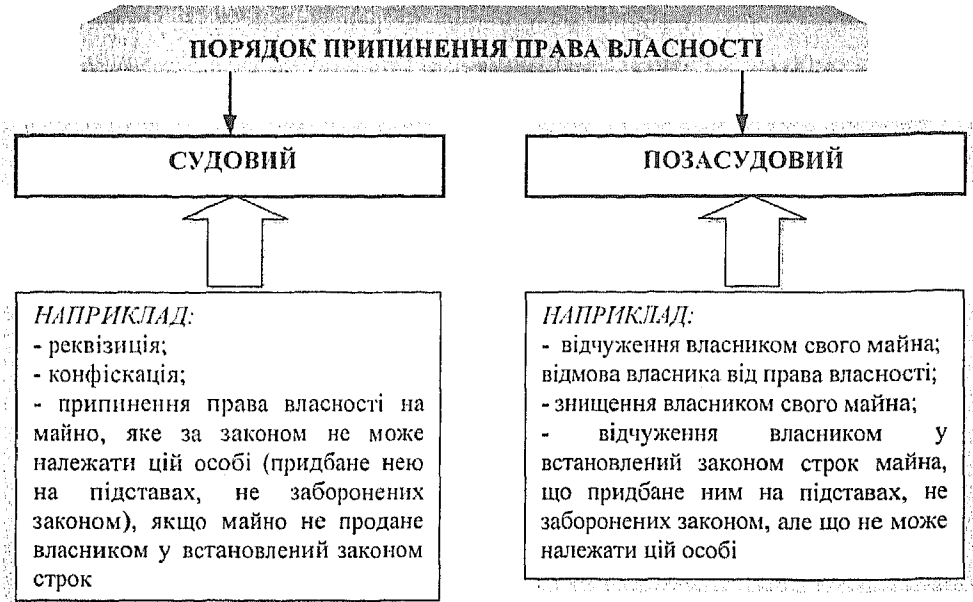 ПОРЯДОК ПРИПИНЕННЯ ПРАВА ВЛАСНОСТІ
СУДОВИЙ
НАПРИКЛАД:
- реквізиція;
- конфіскація;
- припинення права власності на
майно, яке за законом не може
належати цій особі (придбане нею
на підставах, не заборонених
законом), якщо майно не продане
власником у встановлений законом
строк
ПОЗАСУДОВИЙ
НАПРИКЛАД:
- відчуження власником свого майна;
відмова власника від права власності;
- знищення власником свого майна;
- відчуження власником у
встановлений законом строк майна,
що придбане ним на підставах, не
заборонених законом, але що не може
належати цій особі